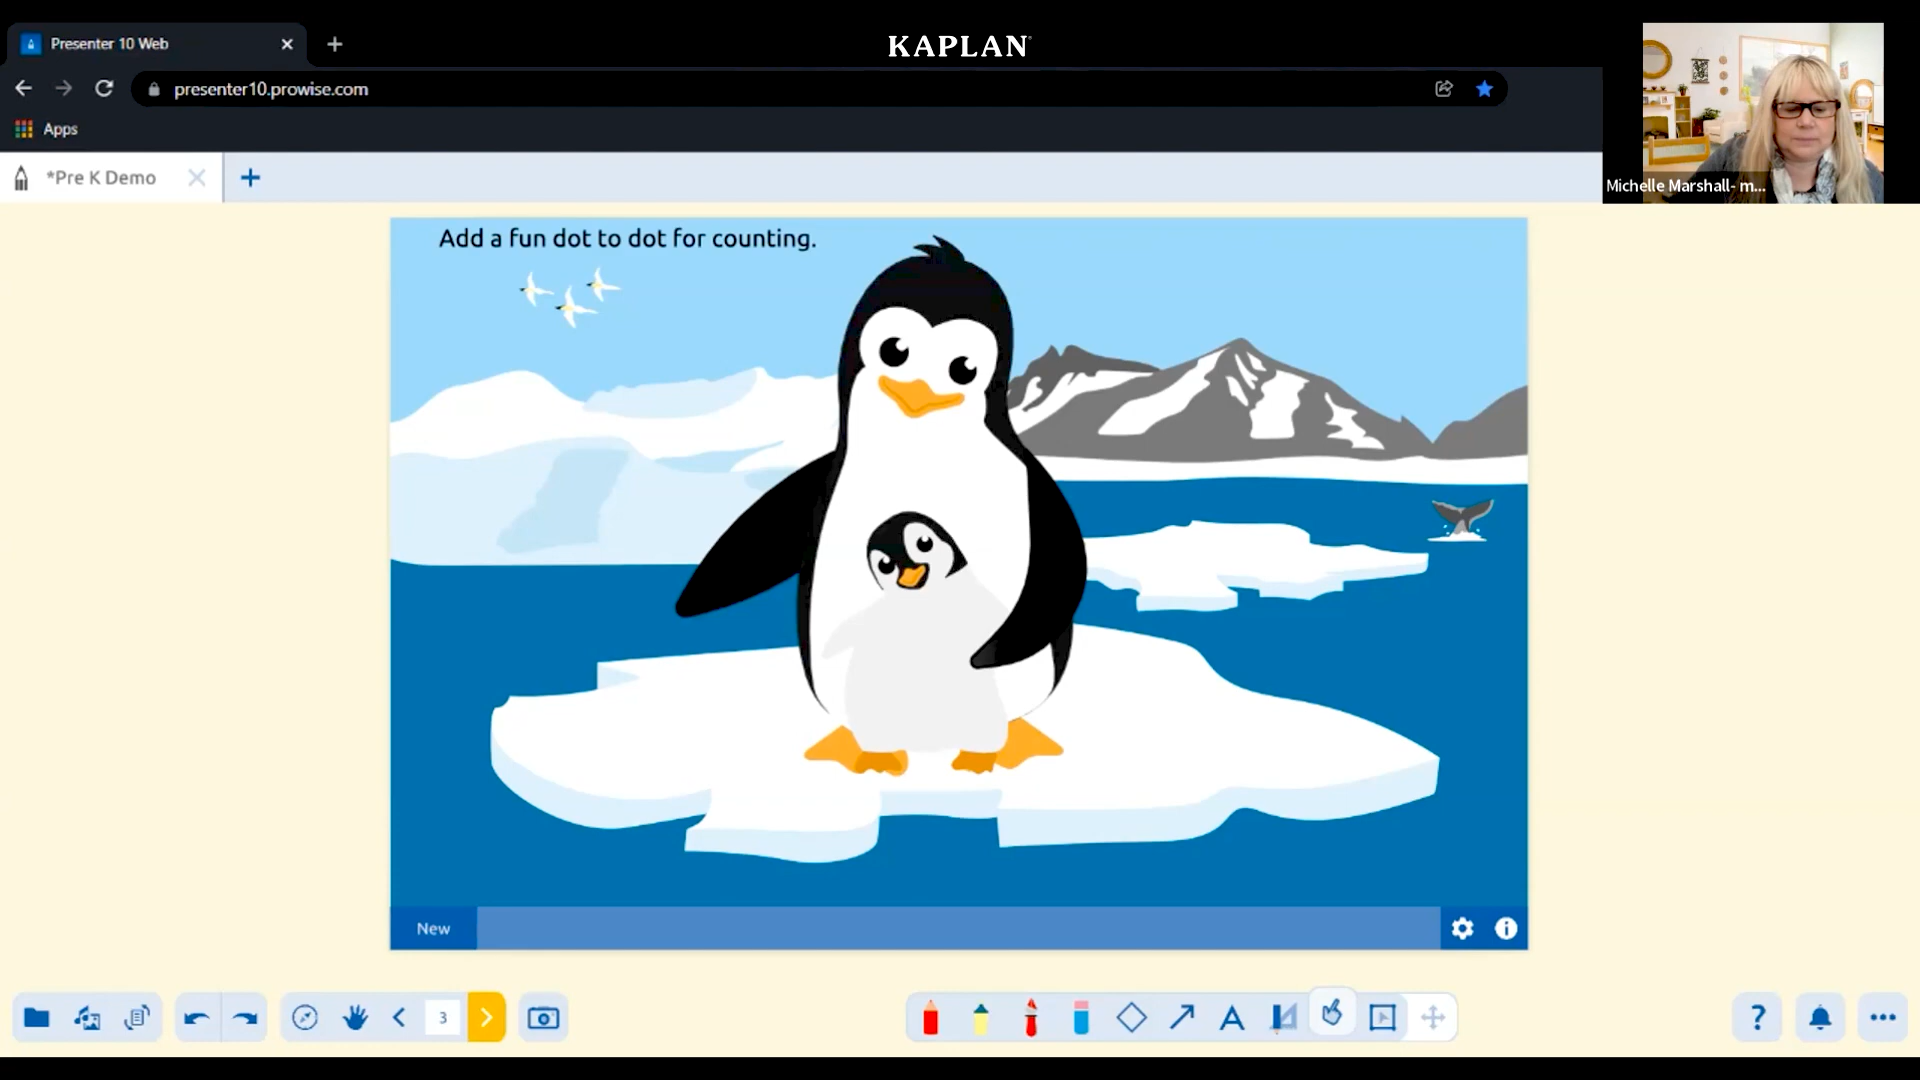 Presenter 10 Web
KAPLAN
presenter10.prowise.com
Apps
Michelle Marshall- m...
*Pre K Demo
Add a fun dot to dot for counting.
New
3